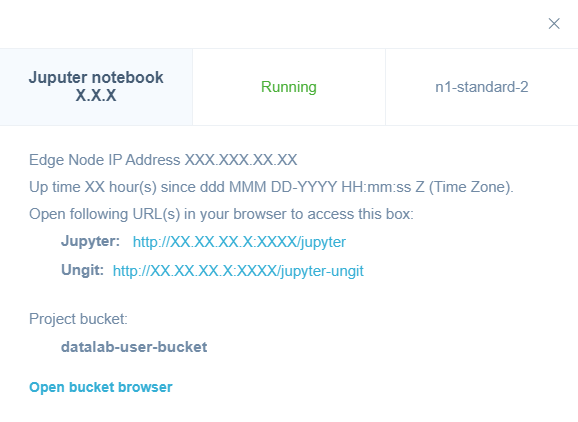 Juputer notebook
X.X.X
Running
n1-standard-2
Edge Node IP Address XXX.XXX.XX.XX
Up time XX hour(s) since ddd MMM DD-YYYY HH:mm:ss Z (Time Zone).
Open following URL(s) in your browser to access this box:
Jupyter: http://XX.XX.XX.X:XXXX/jupyter
Ungit: http://XX.XX.XX.X:XXXX/jupyter-ungit
Project bucket:
datalab-user-bucket
Open bucket browser